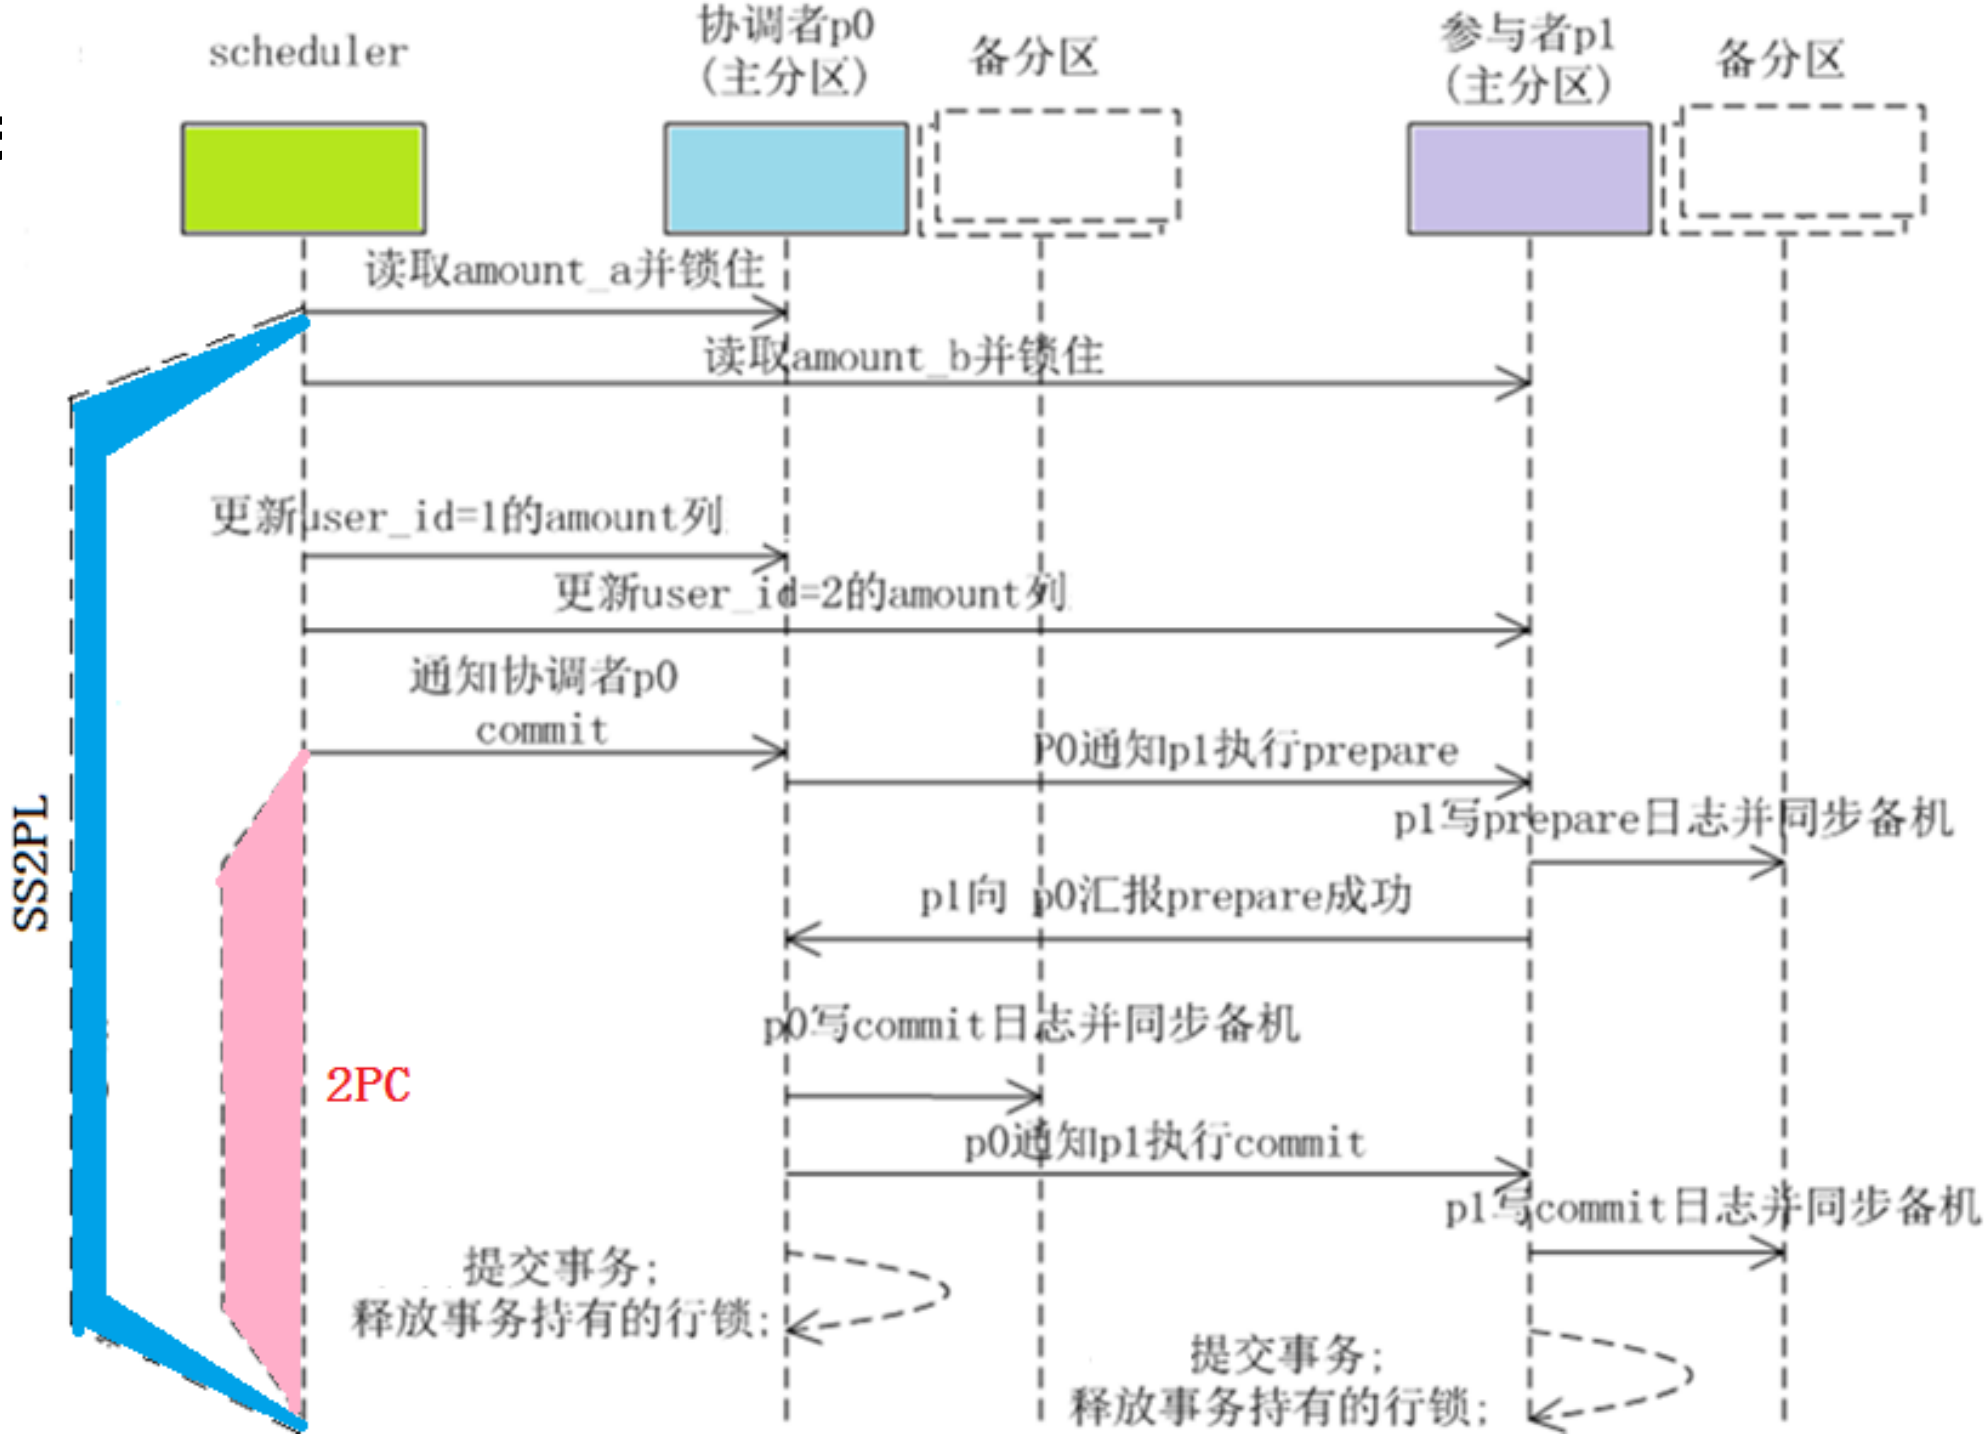 scheduler
协调者p0
(主分区)
备分区
参与者p1
(主分区)
备分区
读取amount_a并锁住
读取amount_b并锁住
更新user_id=1的amount列
更新user_id=2的amount列
通知协调者p0
commit
P0通知p1执行prepare
p1写prepare日志并同步备机
p1向 p0汇报prepare成功
SS2PL
p0写commit日志并同步备机
2PC
p0通知p1执行commit
p1写commit日志并同步备机
提交事务;
释放事务持有的行锁;
提交事务;
释放事务持有的行锁;